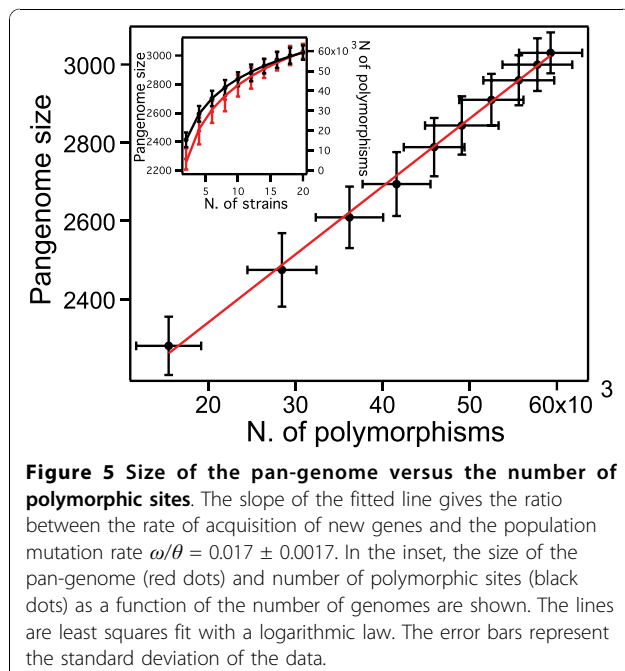 3
3000
2800
2600
2400
2200
Pangenome size
60x10
50
40
30
20
10
0
N. of polymorphisms
5
10
15
20
N. of strains
3000
2800
2600
2400
Pangenome size
20
30
40
50
60x10
3
N. of polymorphisms
Figure 5 Size of the pan-genome versus the number of
polymorphic sites. The slope of the fitted line gives the ratio
between the rate of acquisition of new genes and the population
mutation rate ω/θ = 0.017 ± 0.0017. In the inset, the size of the
pan-genome (red dots) and number of polymorphic sites (black
dots) as a function of the number of genomes are shown. The lines
are least squares fit with a logarithmic law. The error bars represent
the standard deviation of the data.